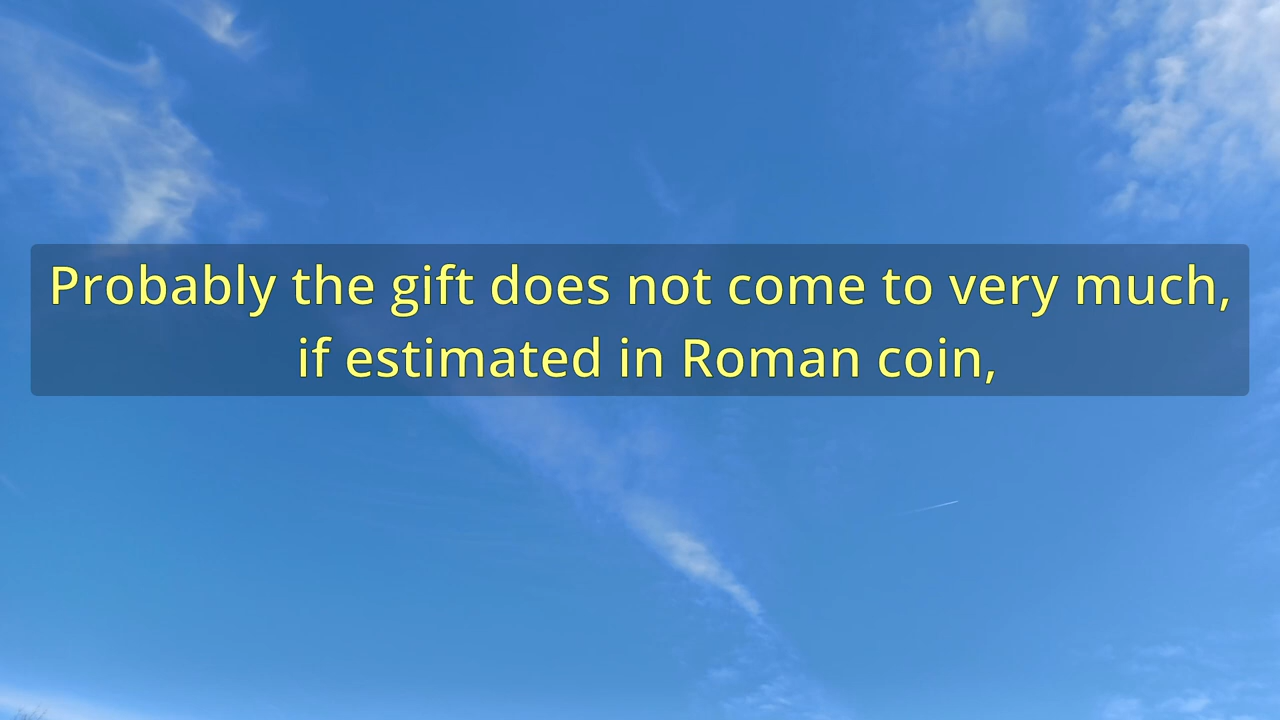 Probably the gift does not come to very much,
if estimated in Roman coin,